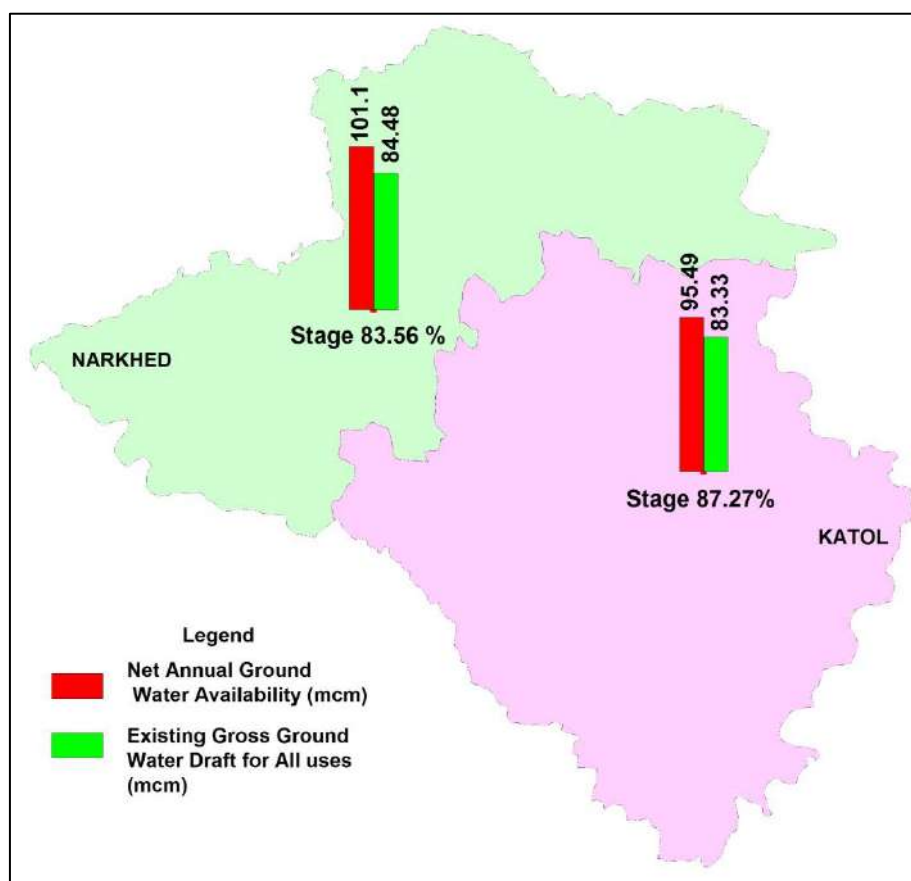 101.1
84.48
Stage 83.56 %
NARKHED
95.49
83.33
Stage 87.27%
KATOL
Legend
Net Annual Ground
Water Availability (mcm)
Existing Gross Ground
Water Draft for All uses
(mcm)